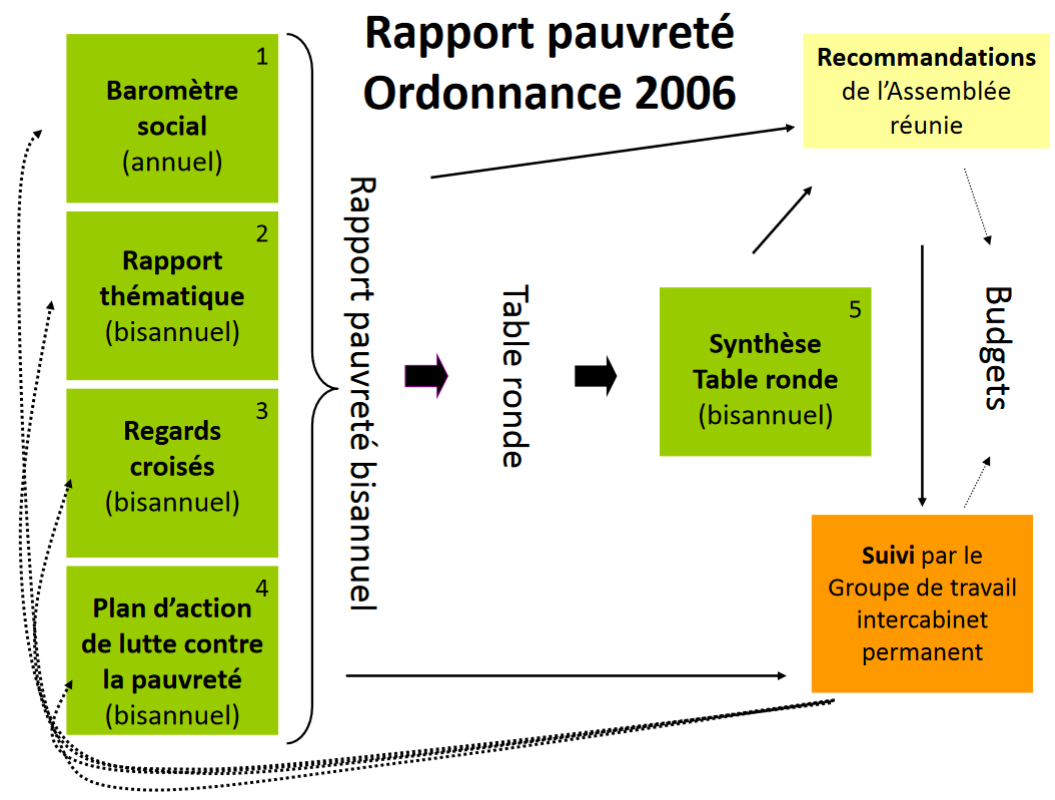 Rapport pauvreté
Ordonnance 2006
1
Baromètre
social
(annuel)
2
Rapport
thématique
(bisannuel)
3
Regards
croisés
(bisannuel)
4
Plan d’action
de lutte contre
la pauvreté
(bisannuel)
Rapport pauvreté bisannuel
Table ronde
5
Synthèse
Table ronde
(bisannuel)
Recommandations
de l’Assemblée
réunie
Budgets
Suivi par le
Groupe de travail
intercabinet
permanent